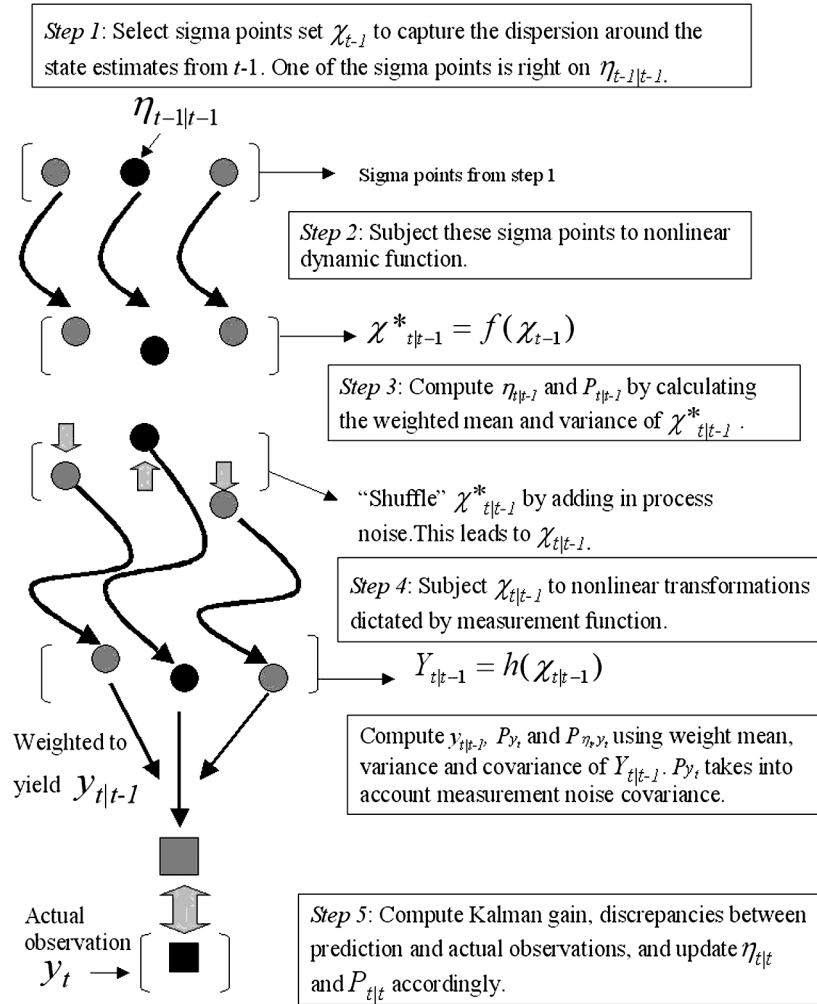 Step 1: Select sigma points set χt-1 to capture the dispersion around the
state estimates from t-1. One of the sigma points is right on ηt-1|t-1.
ηt−1|t−1
Sigma points from step 1
Step 2: Subject these sigma points to nonlinear
dynamic function.
χ*t|t−1 = f(χt−1)
Step 3: Compute ηt|t-1 and Pt|t-1 by calculating
the weighted mean and variance of χ*t|t-1 .
“Shuffle” χ*t|t-1 by adding in process
noise.This leads to χt|t-1.
Step 4: Subject χt|t-1 to nonlinear transformations
dictated by measurement function.
Yt|t−1 = h(χt|t−1)
Weighted to
yield yt|t-1
Compute yt|t-1, Pyt and Pηt,yt using weight mean,
variance and covariance of Yt|t-1. Pyt takes into
account measurement noise covariance.
Actual
observation
yt
Step 5: Compute Kalman gain, discrepancies between
prediction and actual observations, and update ηt|t
and Pt|t accordingly.